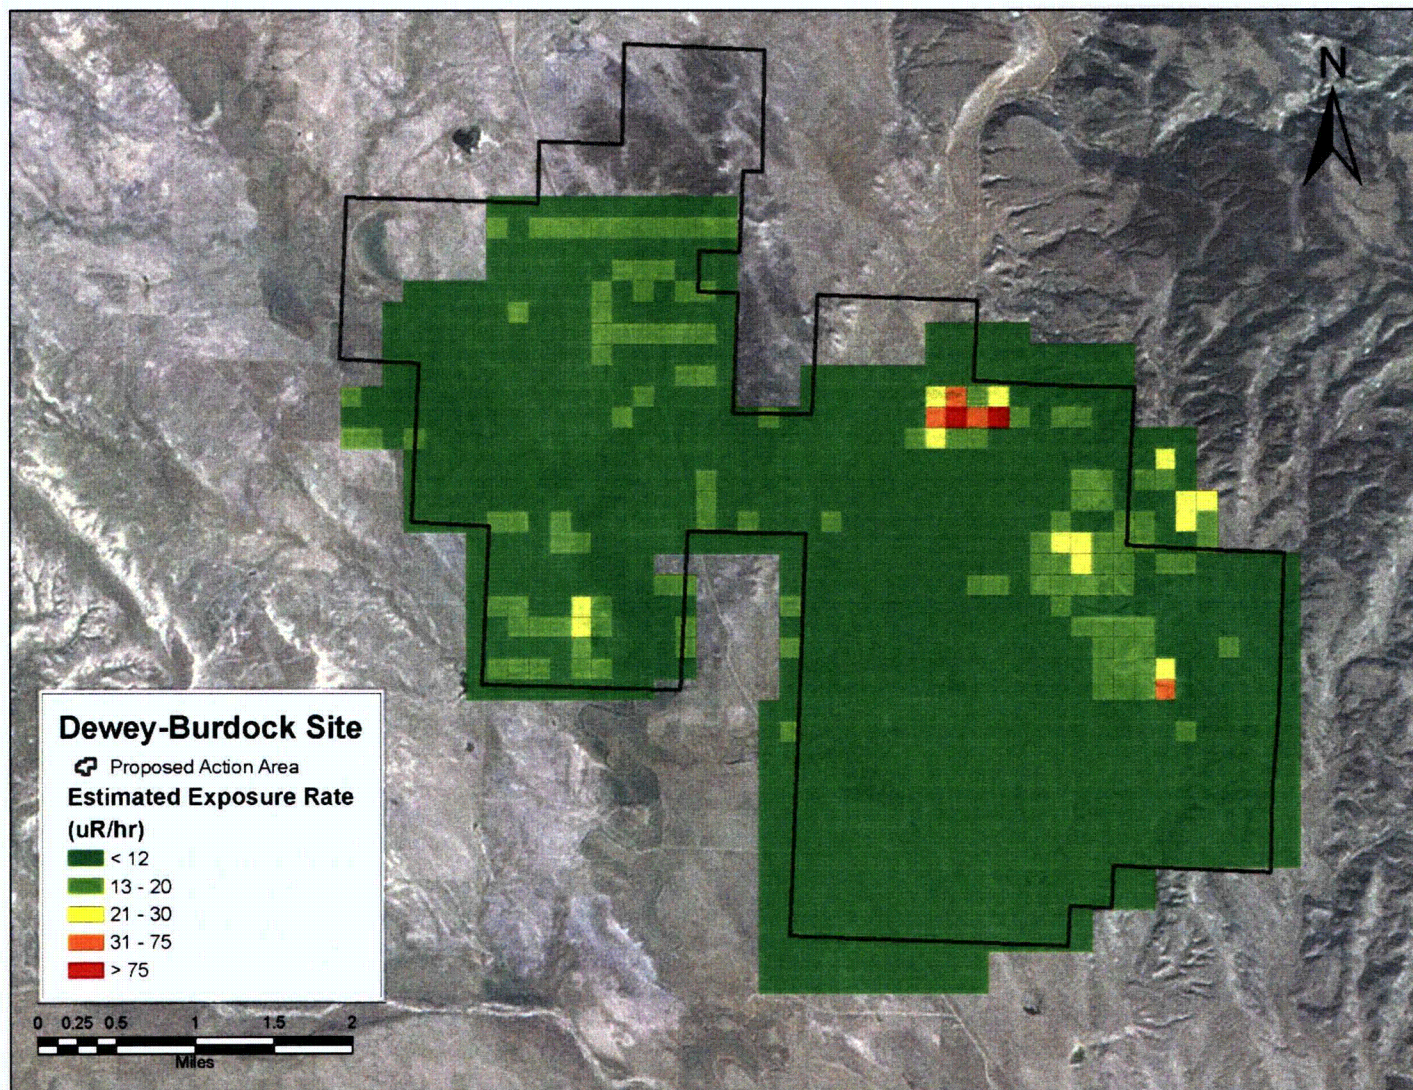 N
Dewey-Burdock Site
Proposed Action Area
Estimated Exposure Rate
(uR/hr)
< 12
13 - 20
21 - 30
31 - 75
> 75
0 0.25 0.5 1 1.5 2
Miles